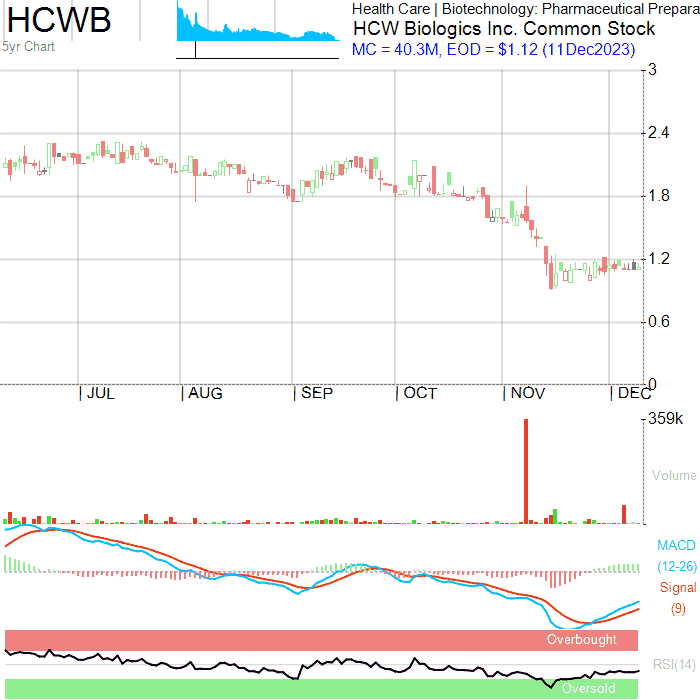 HCWB
5yr Chart
Health Care | Biotechnology: Pharmaceutical Prepara
HCW Biologics Inc. Common Stock
MC = 40.3M, EOD = $1.12 (11Dec2023)
3
2.4
1.8
1.2
0.6
0
JUL
AUG
SEP
OCT
NOV
DEC
359k
Volume
MACD
(12-26)
Signal
(9)
Overbought
RSI(14)
Oversold